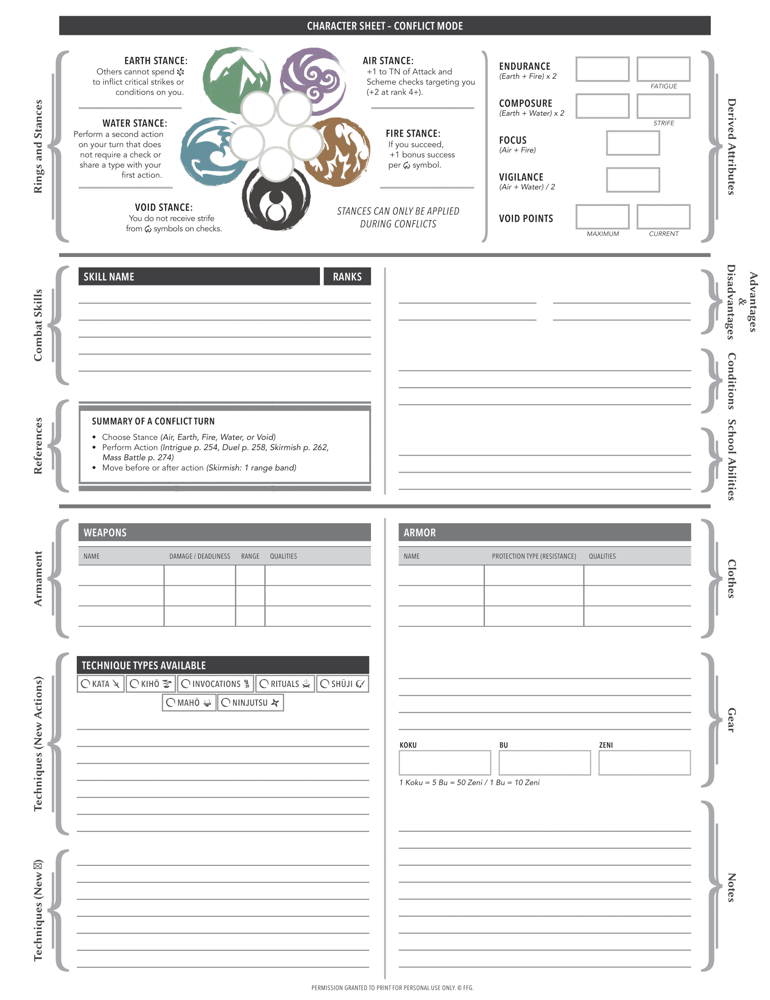 CHARACTER SHEET – CONFLICT MODE
Rings and Stances
EARTH STANCE:
Others cannot spend
to inflict critical strikes or
conditions on you.
AIR STANCE:
+1 to TN of Attack and
Scheme checks targeting you
(+2 at rank 4+).
WATER STANCE:
Perform a second action
on your turn that does
not require a check or
share a type with your
first action.
FIRE STANCE:
If you succeed,
+1 bonus success
per symbol.
VOID STANCE:
You do not receive strife
from symbols on checks.
STANCES CAN ONLY BE APPLIED
DURING CONFLICTS
Derived Attributes
ENDURANCE
(Earth + Fire) x 2
FATIGUE
COMPOSURE
(Earth + Water) x 2
STRIFE
FOCUS
(Air + Fire)
VIGILANCE
(Air + Water) / 2
VOID POINTS
MAXIMUM
CURRENT
Combat Skills
SKILL NAME
RANKS
Advantages
&
Disadvantages
Conditions
School Abilities
References
SUMMARY OF A CONFLICT TURN
• Choose Stance (Air, Earth, Fire, Water, or Void)
• Perform Action (Intrigue p. 254, Duel p. 258, Skirmish p. 262,
Mass Battle p. 274)
• Move before or after action (Skirmish: 1 range band)
Armament
WEAPONS
NAME
DAMAGE / DEADLINESS
RANGE
QUALITIES
Clothes
ARMOR
NAME
PROTECTION TYPE (RESISTANCE)
QUALITIES
Techniques (New Actions)
TECHNIQUE TYPES AVAILABLE
KATA
KIHŌ
INVOCATIONS
RITUALS
SHŪJI
MAHŌ
NINJUTSU
Gear
KOKU
BU
ZENI
1 Koku = 5 Bu = 50 Zeni / 1 Bu = 10 Zeni
Techniques (New ☒)
Notes
PERMISSION GRANTED TO PRINT FOR PERSONAL USE ONLY. © FFG.